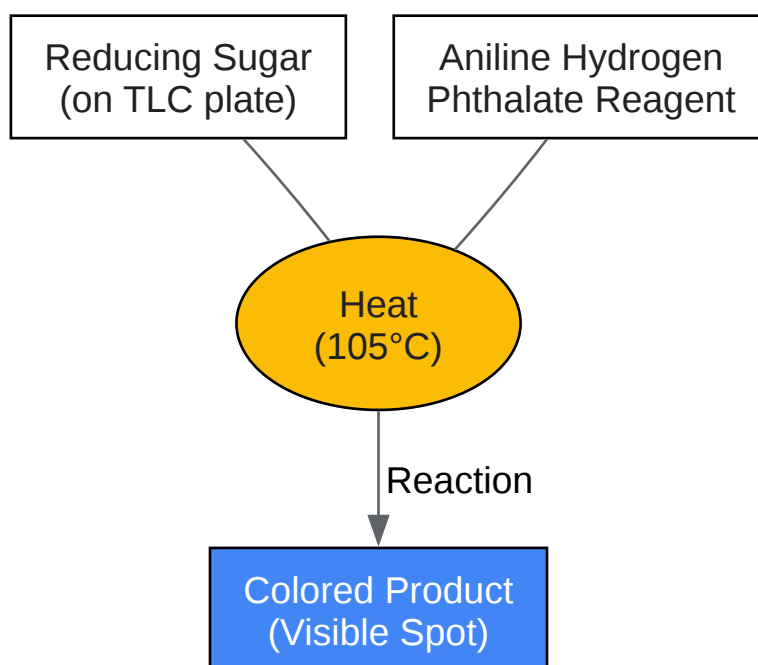 Reducing Sugar
(on TLC plate)
Aniline Hydrogen
Phthalate Reagent
Heat
(105°C)
Reaction
Colored Product
(Visible Spot)